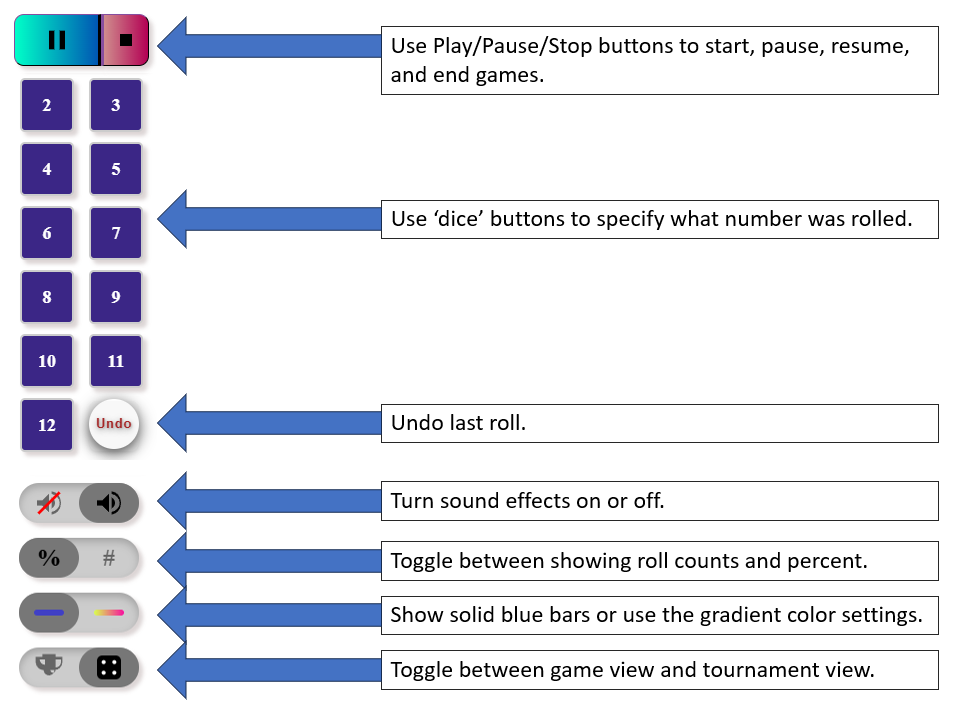 Use Play/Pause/Stop buttons to start, pause, resume,
and end games.
2 3
4 5
Use ‘dice’ buttons to specify what number was rolled.
6 7
8 9
10 11
12 Undo
Undo last roll.
Turn sound effects on or off.
% #
Toggle between showing roll counts and percent.
Show solid blue bars or use the gradient color settings.
Toggle between game view and tournament view.